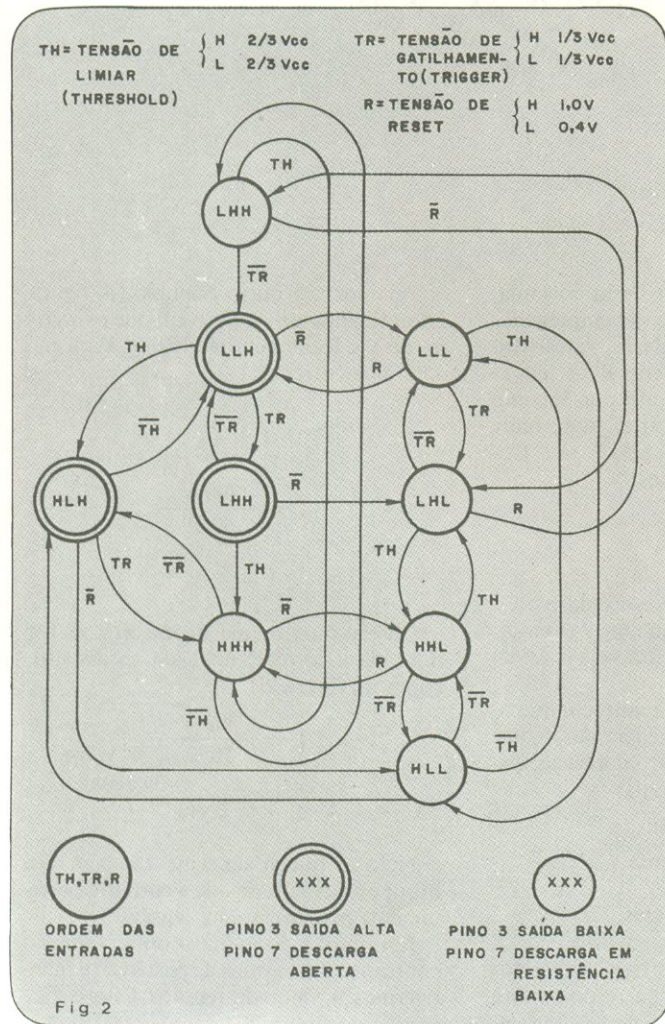 TH= TENSÃO DE
LIMIAR
(THRESHOLD)
H 2/3 Vcc
L 2/3 Vcc
TR= TENSÃO DE
GATILHAMEN-
TO(TRIGGER)
H 1/3 Vcc
L 1/3 Vcc
R=TENSÃO DE
RESET
H 1,0V
L 0,4V
TH
LHH
R̅
T̅R̅
TH
LLH
R̅
R
LLL
TH
T̅H̅
T̅R̅
TR
T̅R̅
TR
HLH
LHH
R̅
LHL
R
TR
T̅R̅
TH
TH
TH
R̅
HHH
R̅
R
HHL
T̅H̅
T̅R̅
T̅R̅
T̅H̅
HLL
TH,TR,R
ORDEM DAS
ENTRADAS
XXX
PINO 3 SAÍDA ALTA
PINO 7 DESCARGA
ABERTA
XXX
PINO 3 SAÍDA BAIXA
PINO 7 DESCARGA EM
RESISTÊNCIA
BAIXA
Fig.2